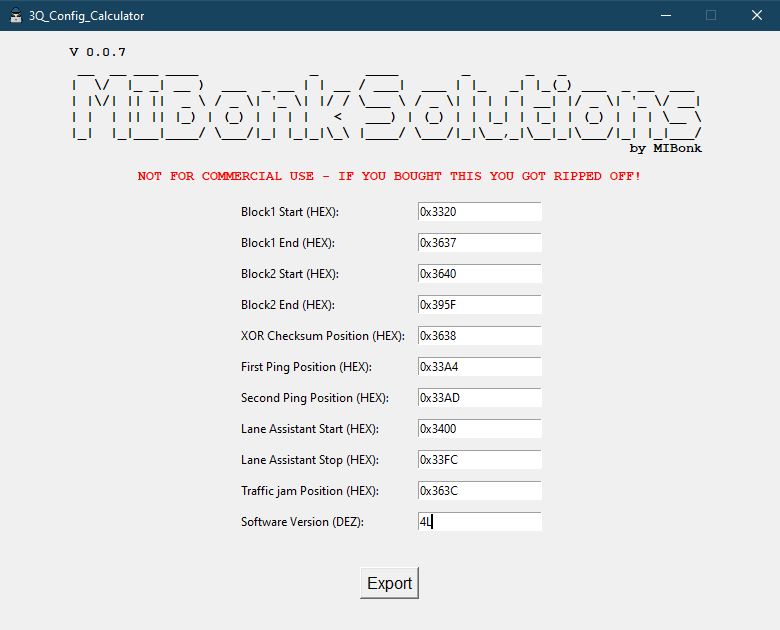 3Q_Config_Calculator
V 0.0.7
MIBonkSolutions
by MIBonk
NOT FOR COMMERCIAL USE - IF YOU BOUGHT THIS YOU GOT RIPPED OFF!
Block1 Start (HEX): 0x3320
Block1 End (HEX): 0x3637
Block2 Start (HEX): 0x3640
Block2 End (HEX): 0x395F
XOR Checksum Position (HEX): 0x3638
First Ping Position (HEX): 0x33A4
Second Ping Position (HEX): 0x33AD
Lane Assistant Start (HEX): 0x3400
Lane Assistant Stop (HEX): 0x33FC
Traffic jam Position (HEX): 0x363C
Software Version (DEZ): 4L
Export